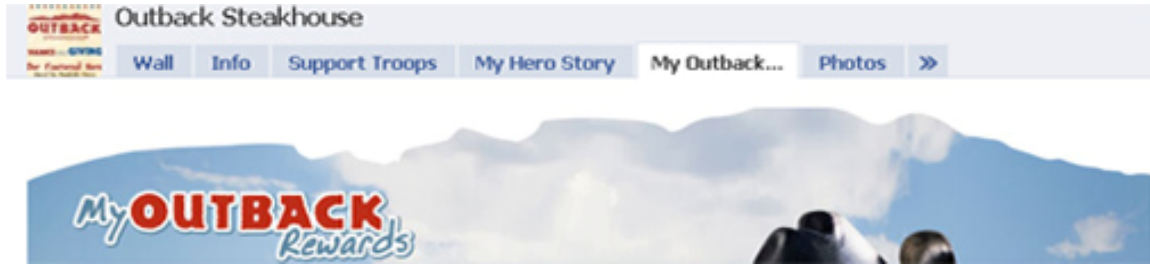 OUTBACK
Outback Steakhouse
Wall Info Support Troops My Hero Story My Outback... Photos »
My OUTBACK
Rewards